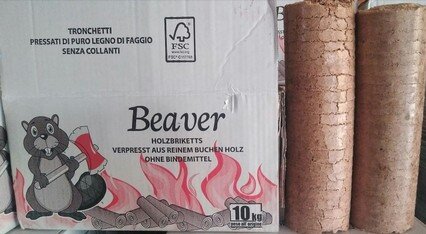 TRONCHETTI
PRESSATI DI PURO LEGNO DI FAGGIO
SENZA COLLANTI
FSC
Beaver
HOLZBRIKETTS
VERPRESST AUS REINEM BUCHEN HOLZ
OHNE BINDEMITTEL
10 kg